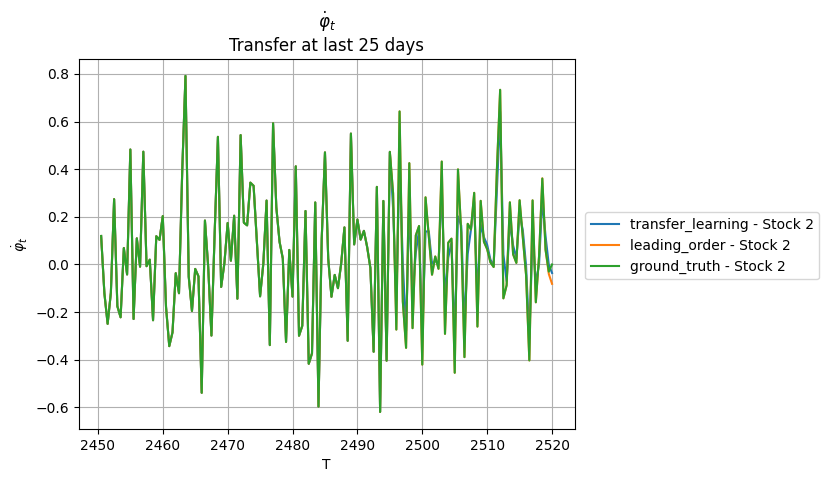 φ̇ₜ
Transfer at last 25 days
0.8
0.6
0.4
0.2
0.0
−0.2
−0.4
−0.6
φ̇ₜ
2450
2460
2470
2480
2490
2500
2510
2520
T
transfer_learning - Stock 2
leading_order - Stock 2
ground_truth - Stock 2